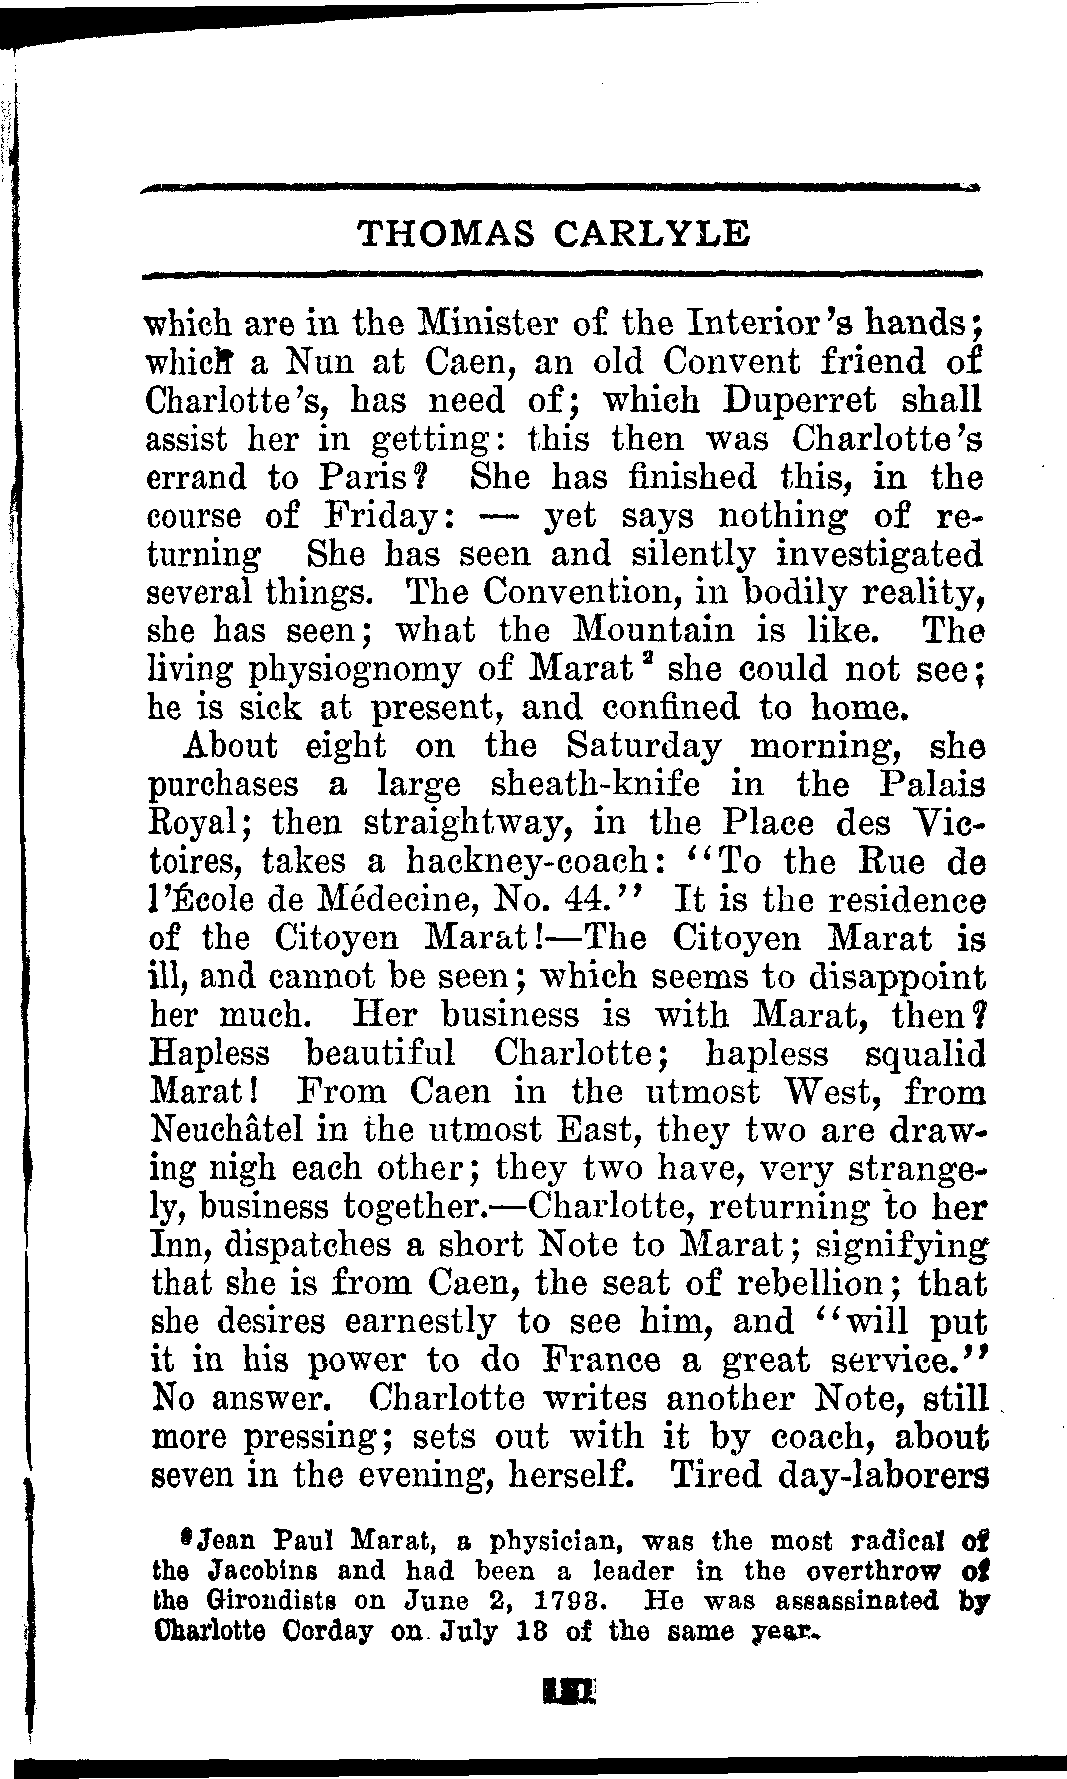 THOMAS CARLYLE
which are in the Minister of the Interior's hands;
which a Nun at Caen, an old Convent friend of
Charlotte's, has need of; which Duperret shall
assist her in getting: this then was Charlotte's
errand to Paris? She has finished this, in the
course of Friday: — yet says nothing of re-
turning She has seen and silently investigated
several things. The Convention, in bodily reality,
she has seen; what the Mountain is like. The
living physiognomy of Marat² she could not see;
he is sick at present, and confined to home.
About eight on the Saturday morning, she
purchases a large sheath-knife in the Palais
Royal; then straightway, in the Place des Vic-
toires, takes a hackney-coach: "To the Rue de
l'École de Médecine, No. 44." It is the residence
of the Citoyen Marat!—The Citoyen Marat is
ill, and cannot be seen; which seems to disappoint
her much. Her business is with Marat, then?
Hapless beautiful Charlotte; hapless squalid
Marat! From Caen in the utmost West, from
Neuchâtel in the utmost East, they two are draw-
ing nigh each other; they two have, very strange-
ly, business together.—Charlotte, returning to her
Inn, dispatches a short Note to Marat; signifying
that she is from Caen, the seat of rebellion; that
she desires earnestly to see him, and "will put
it in his power to do France a great service."
No answer. Charlotte writes another Note, still
more pressing; sets out with it by coach, about
seven in the evening, herself. Tired day-laborers
Jean Paul Marat, a physician, was the most radical of
the Jacobins and had been a leader in the overthrow of
the Girondists on June 2, 1793. He was assassinated by
Charlotte Corday on July 13 of the same year.